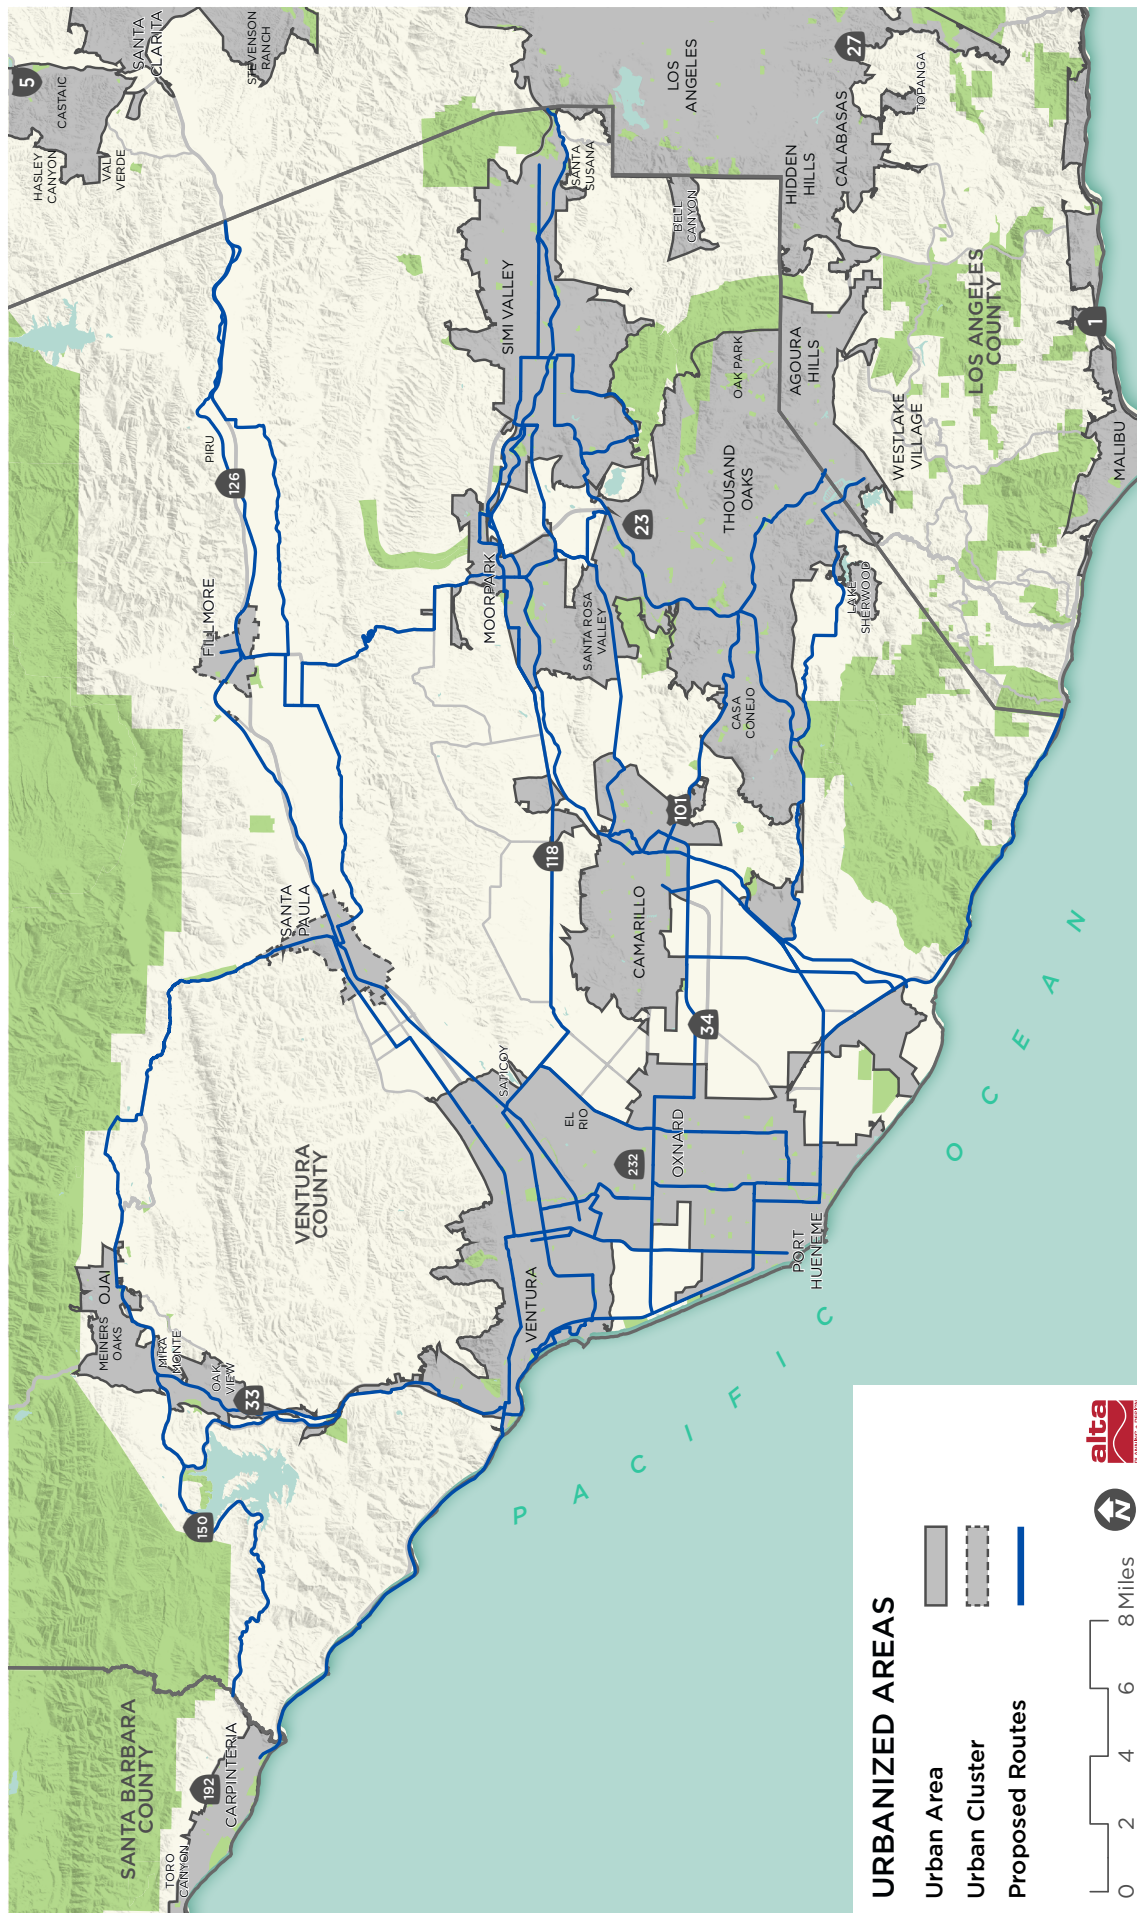 SANTA BARBARA
COUNTY
TORO
CANYON
192
CARPINTERIA
150
MEINERS
OAKS
OJAI
MIRA
MONTE
OAK
VIEW
33
VENTURA
COUNTY
VENTURA
SATICOY
EL
RIO
232
OXNARD
PORT
HUENEME
SANTA
PAULA
34
CAMARILLO
118
101
FILLMORE
126
PIRU
MOORPARK
SANTA ROSA
VALLEY
23
CASA
CONEJO
THOUSAND
OAKS
LAKE
SHERWOOD
WESTLAKE
VILLAGE
OAK PARK
AGOURA
HILLS
SIMI VALLEY
SANTA
SUSANA
BELL
CANYON
HIDDEN
HILLS
CALABASAS
LOS
ANGELES
27
TOPANGA
LOS ANGELES
COUNTY
MALIBU
1
HASLEY
CANYON
VAL
VERDE
CASTAIC
5
SANTA
CLARITA
STEVENSON
RANCH
PACIFIC OCEAN
URBANIZED AREAS
Urban Area
Urban Cluster
Proposed Routes
0 2 4 6 8 Miles
N
alta
PLANNING + DESIGN